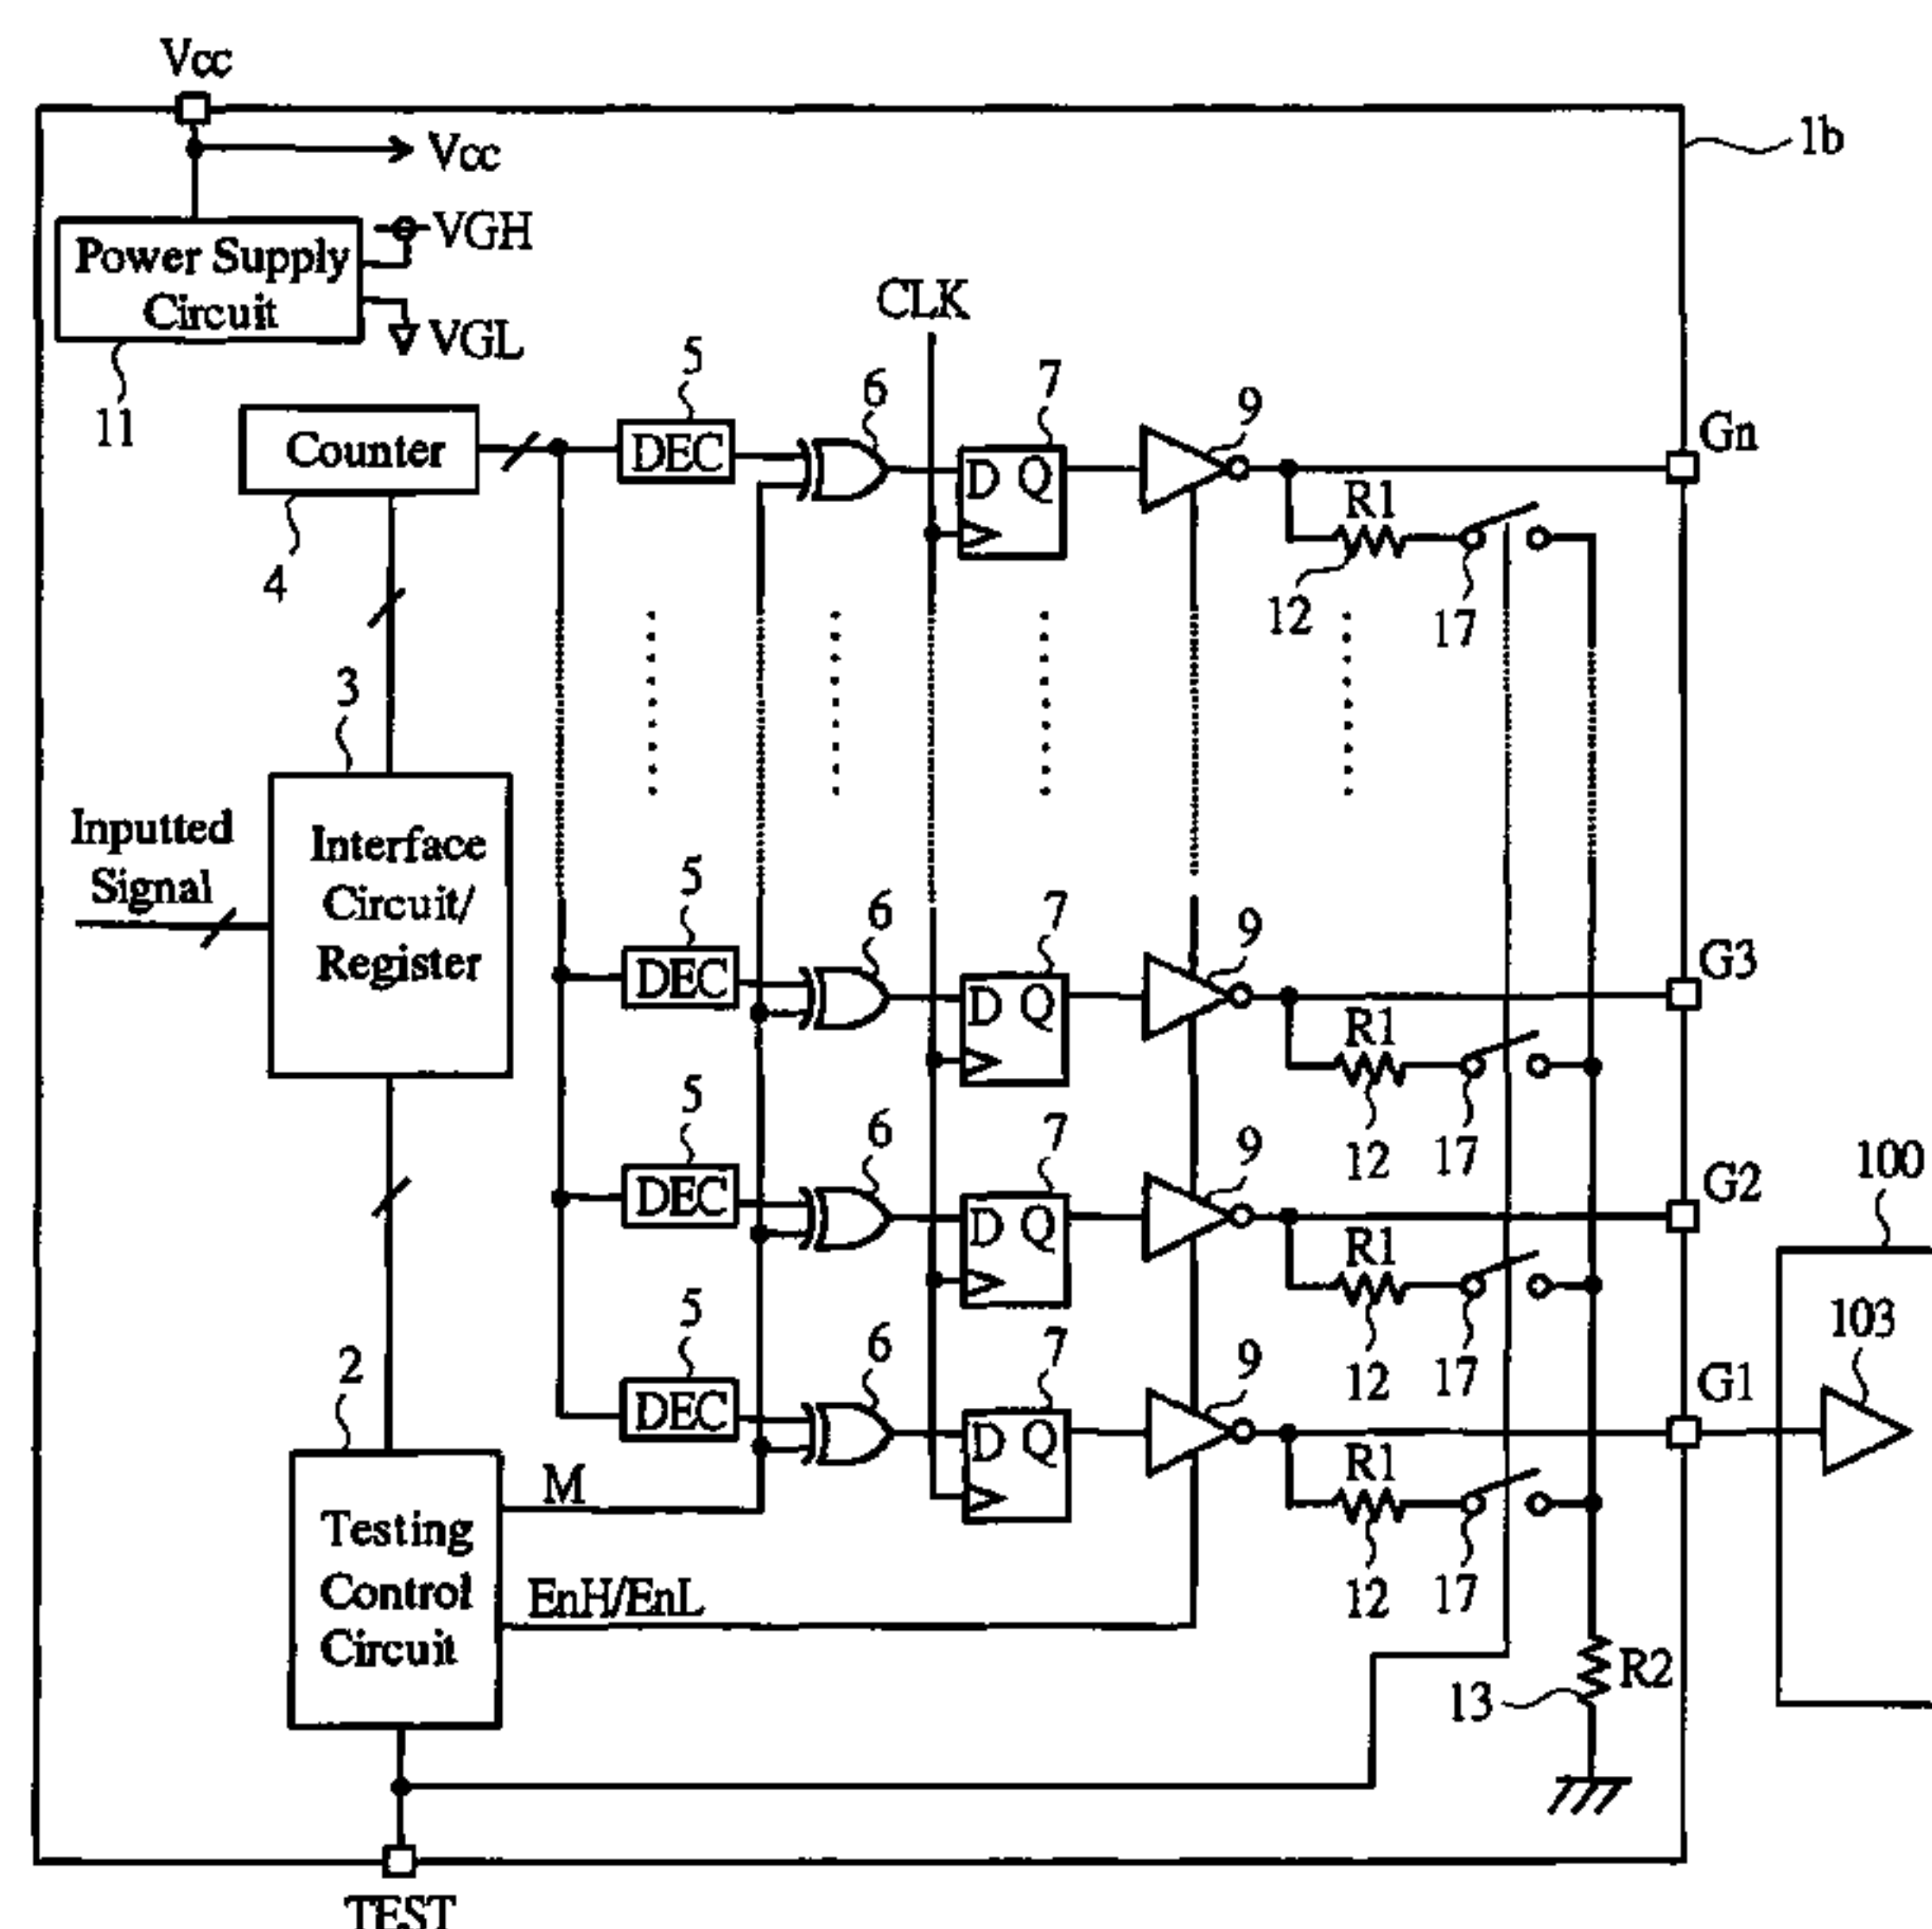 Vcc
Vcc
1b
VGH
Power Supply
Circuit
VGL
CLK
11
5
6
7
9
Gn
Counter
DEC
D Q
R1
4
12
17
3
Inputted
Signal
Interface
Circuit/
Register
5
6
7
9
G3
DEC
D Q
R1
12
17
5
6
7
9
G2
100
DEC
D Q
R1
12
17
103
2
5
6
7
9
G1
DEC
D Q
R1
M
12
17
Testing
Control
Circuit
EnH/EnL
13
R2
TEST